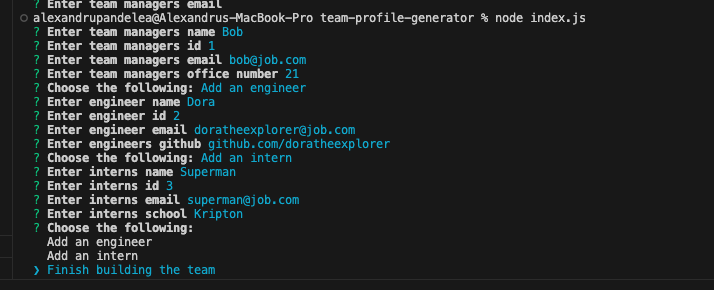 ? Enter team managers email
alexandrupandelea@Alexandrus-MacBook-Pro team-profile-generator % node index.js
? Enter team managers name Bob
? Enter team managers id 1
? Enter team managers email bob@job.com
? Enter team managers office number 21
? Choose the following: Add an engineer
? Enter engineer name Dora
? Enter engineer id 2
? Enter engineer email doratheexplorer@job.com
? Enter engineers github github.com/doratheexplorer
? Choose the following: Add an intern
? Enter interns name Superman
? Enter interns id 3
? Enter interns email superman@job.com
? Enter interns school Kripton
? Choose the following:
Add an engineer
Add an intern
❯ Finish building the team